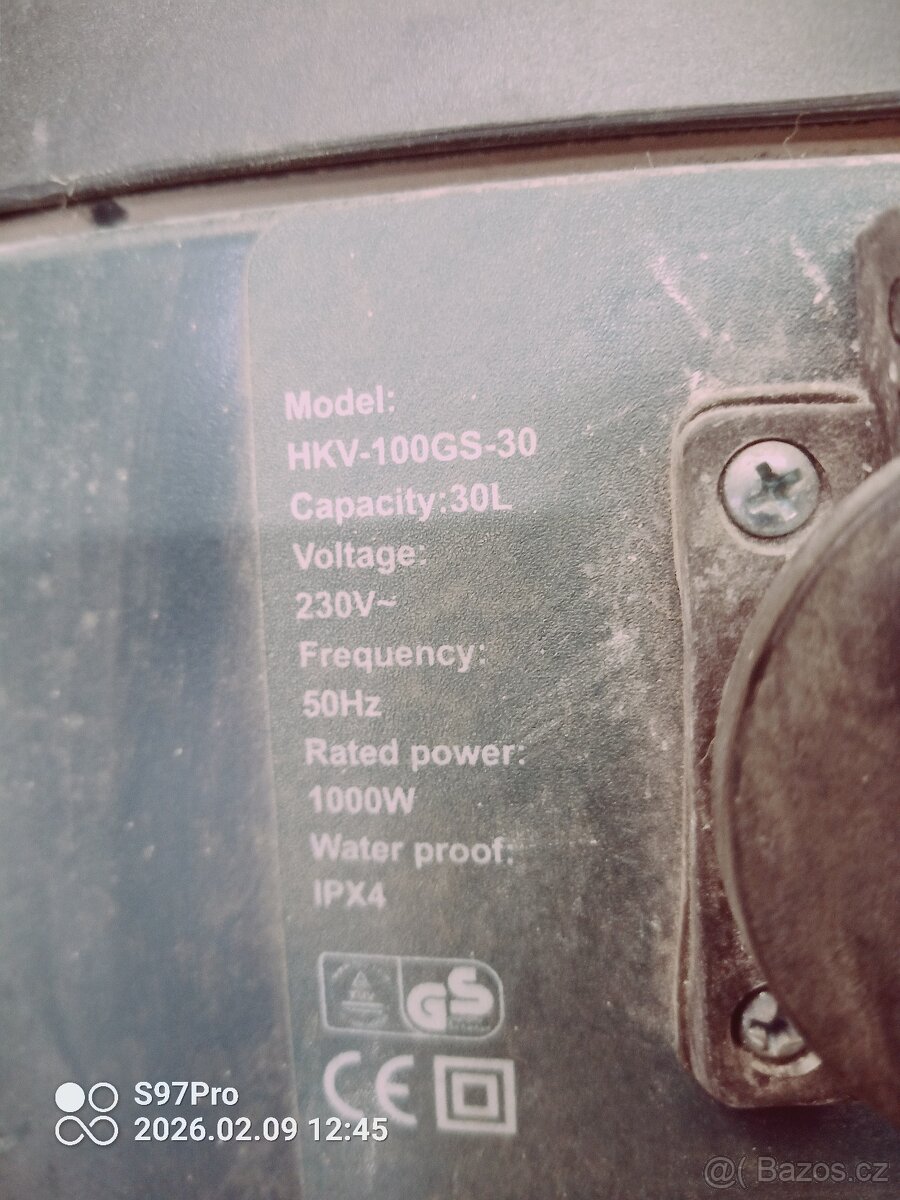 Model:
HKV-100GS-30
Capacity:30L
Voltage:
230V~
Frequency:
50Hz
Rated power:
1000W
Water proof:
IPX4
GS
CE
S97Pro
2026.02.09 12:45
@( Bazos.cz